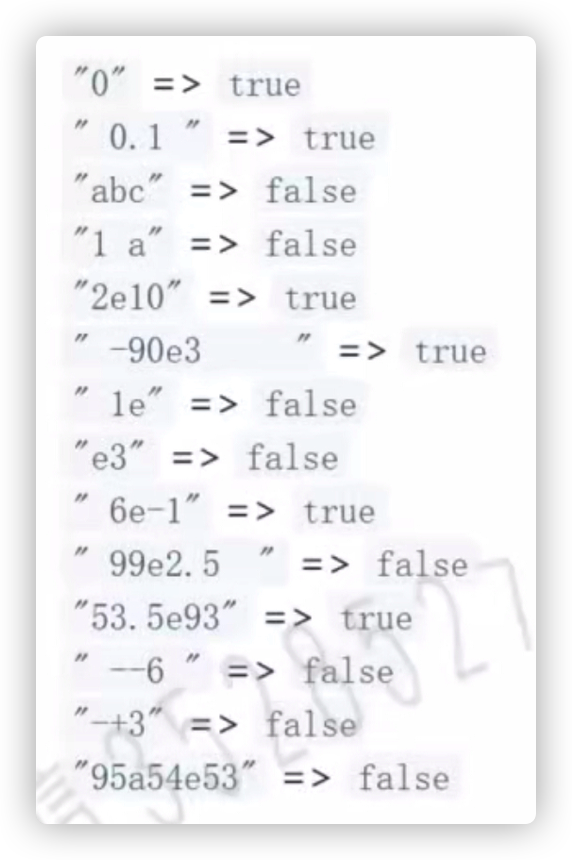 "0" => true
" 0.1 " => true
"abc" => false
"1 a" => false
"2e10" => true
" -90e3   " => true
" 1e" => false
"e3" => false
" 6e-1" => true
" 99e2.5  " => false
"53.5e93" => true
" --6 " => false
"-+3" => false
"95a54e53" => false